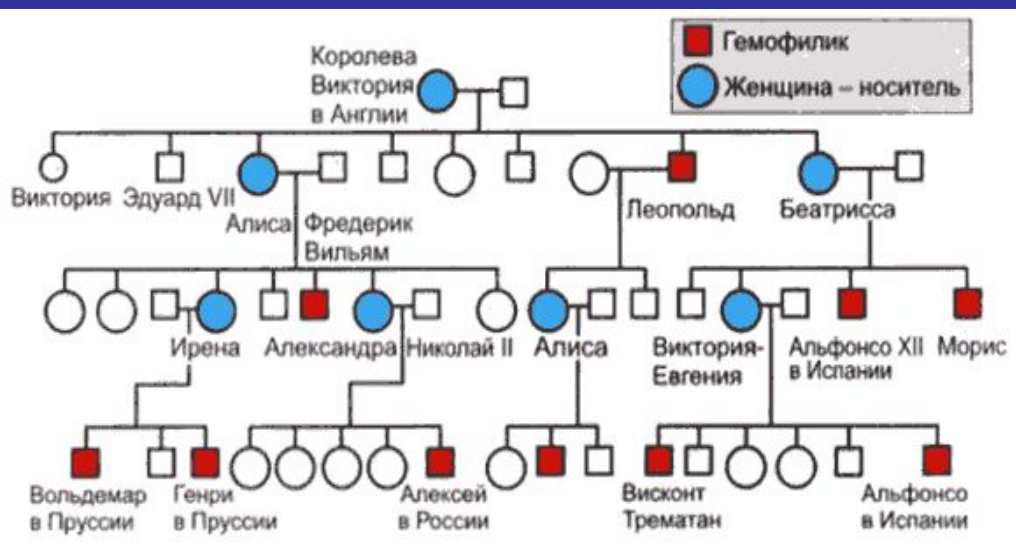 Гемофилик
Женщина – носитель
Королева
Виктория
в Англии
Виктория
Эдуард VII
Алиса
Фредерик
Вильям
Леопольд
Беатрисса
Ирена
Александра
Николай II
Алиса
Виктория-
Евгения
Альфонсо XII
в Испании
Морис
Вольдемар
в Пруссии
Генри
в Пруссии
Алексей
в России
Висконт
Трематан
Альфонсо
в Испании